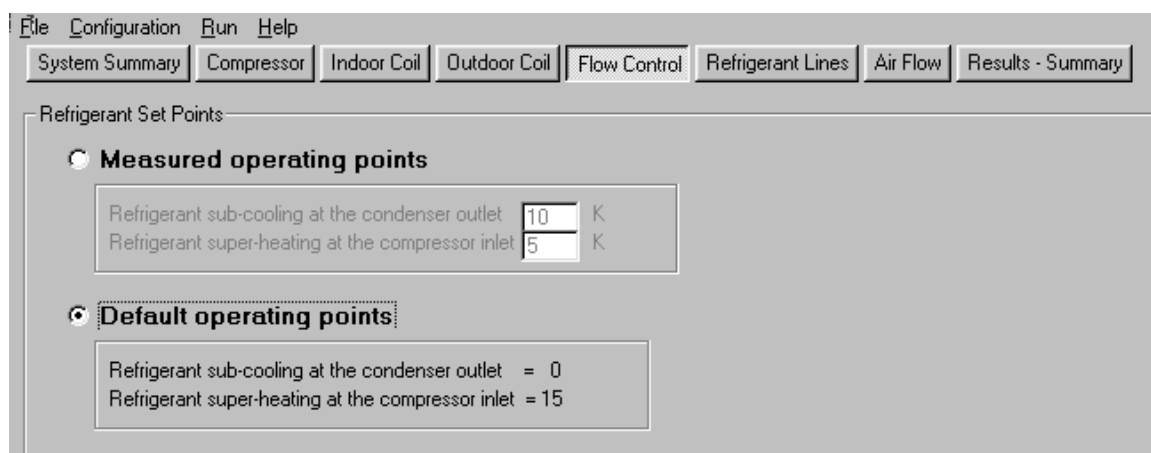 File Configuration Run Help
System Summary Compressor Indoor Coil Outdoor Coil Flow Control Refrigerant Lines Air Flow Results - Summary
Refrigerant Set Points
Measured operating points
Refrigerant sub-cooling at the condenser outlet 10 K
Refrigerant super-heating at the compressor inlet 5 K
Default operating points
Refrigerant sub-cooling at the condenser outlet = 0
Refrigerant super-heating at the compressor inlet = 15